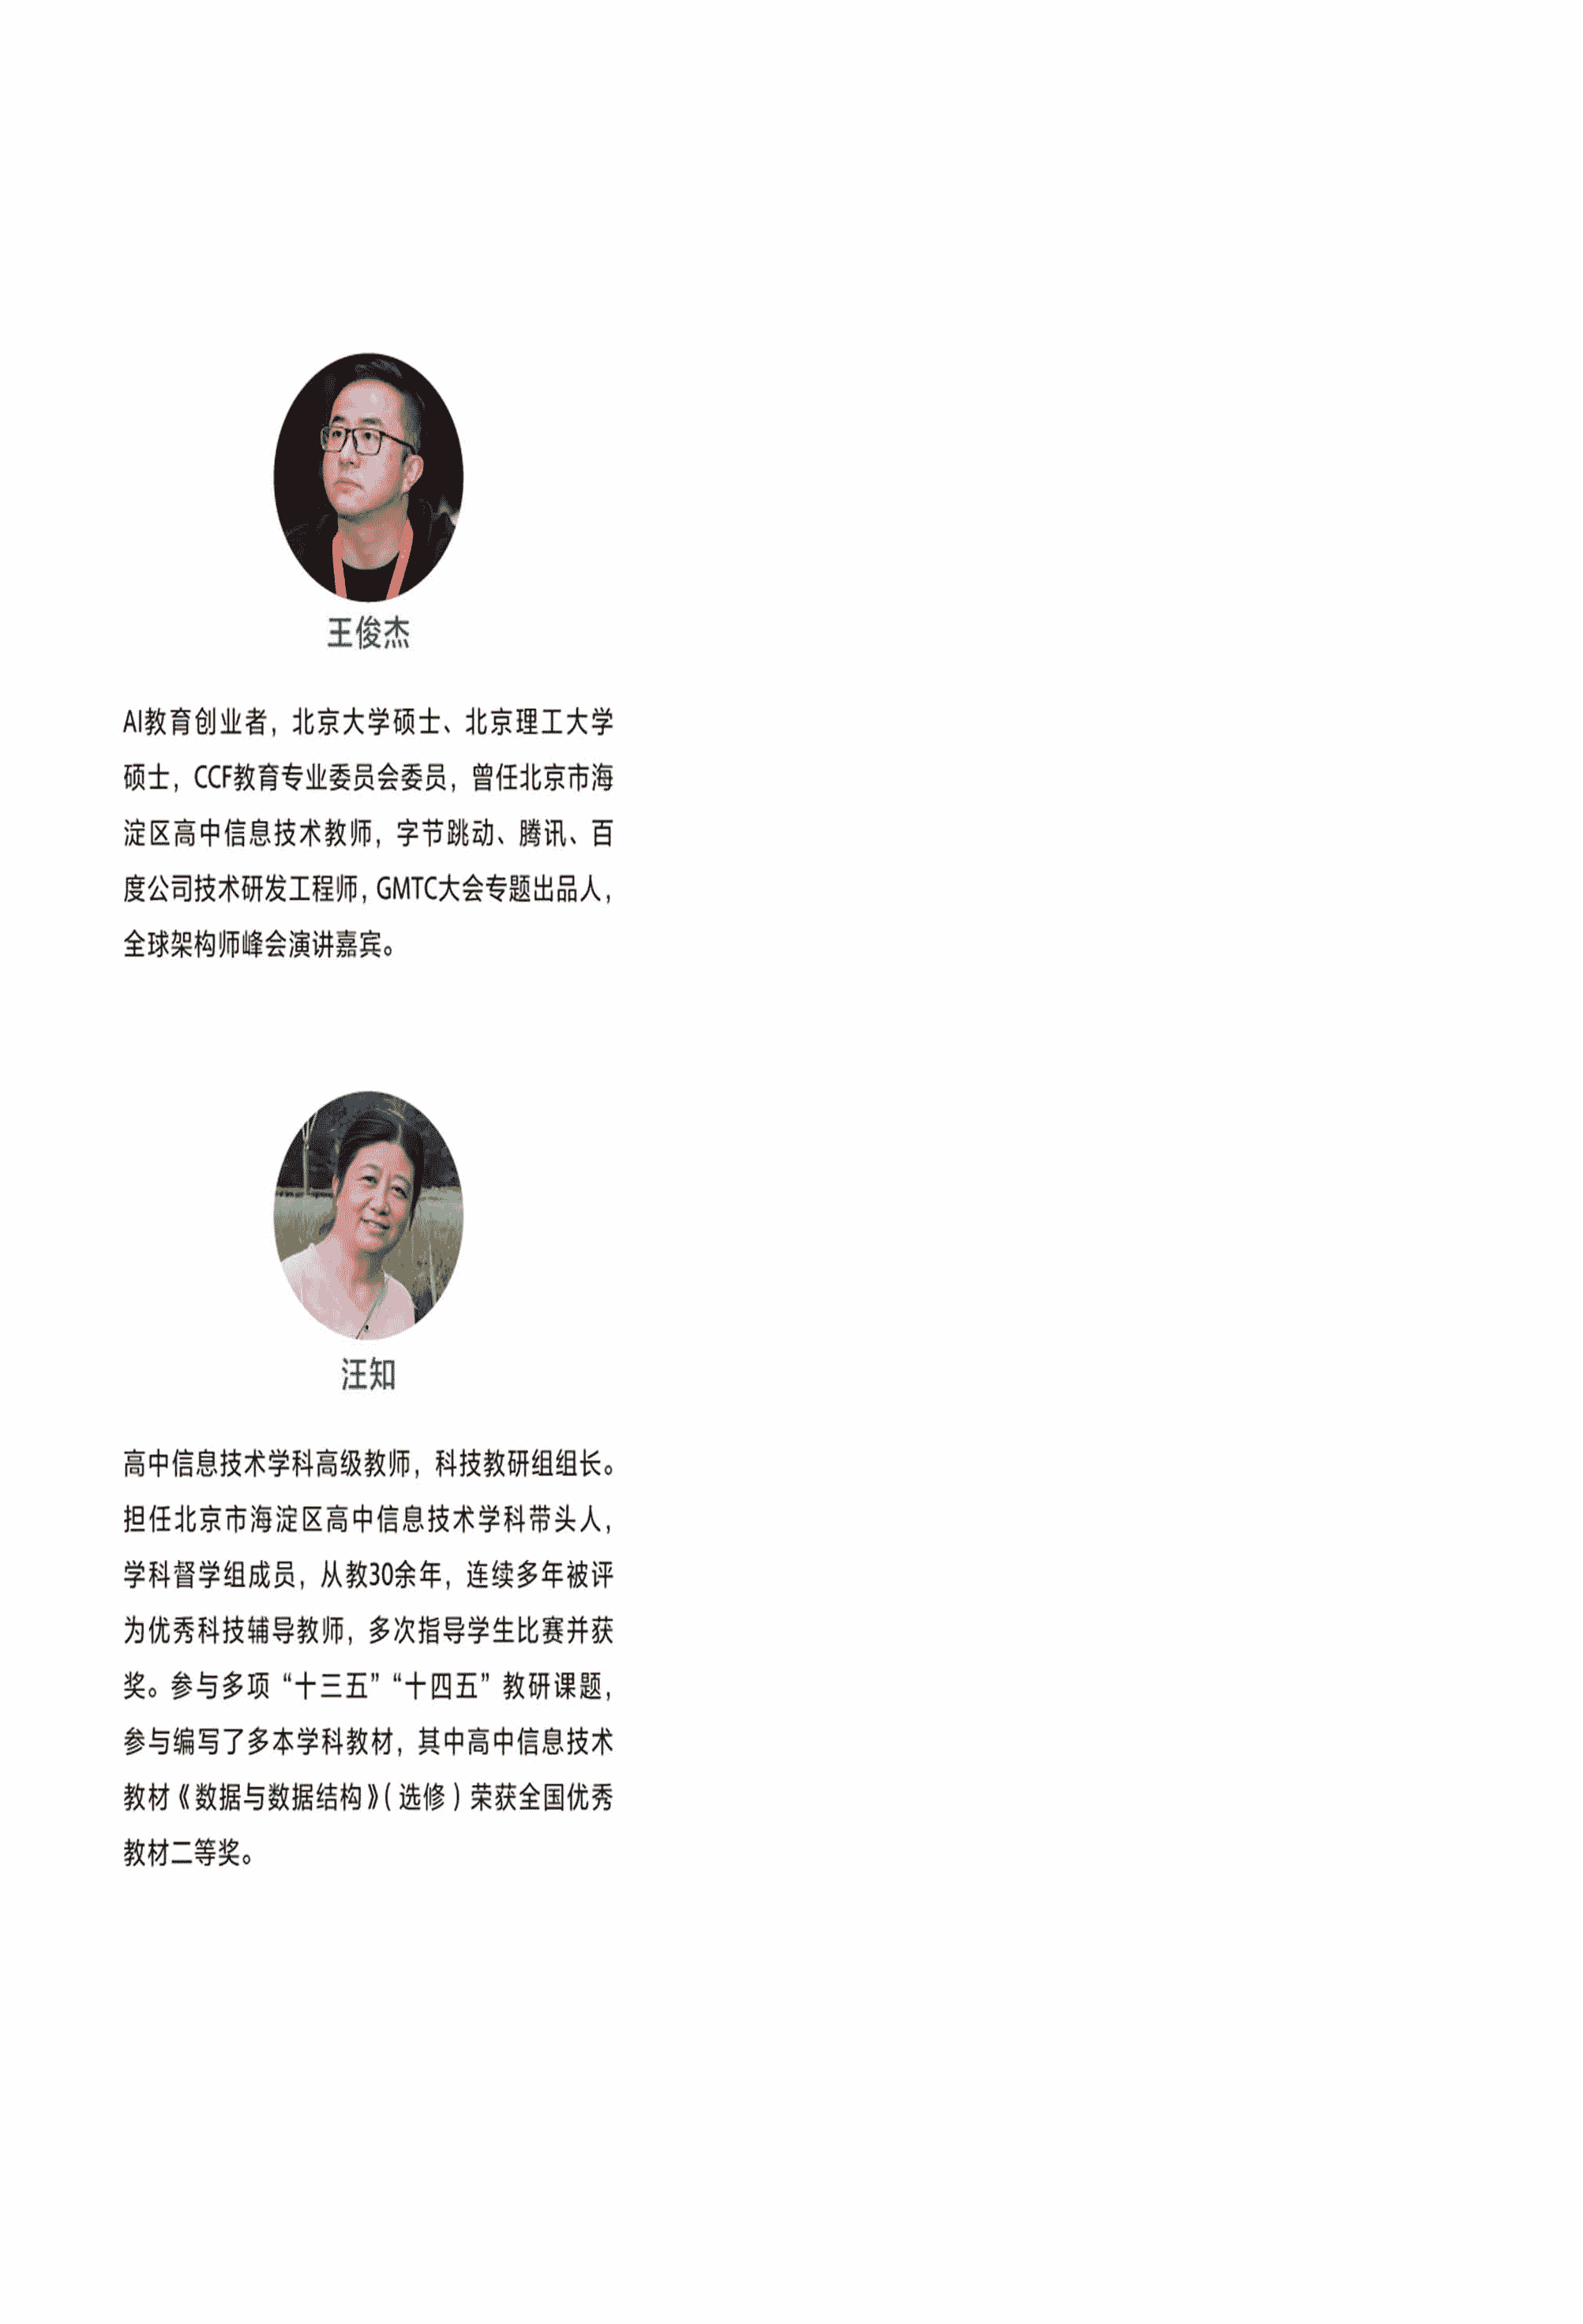 王俊杰
AI教育创业者，北京大学硕士、北京理工大学
硕士，CCF教育专业委员会委员，曾任北京市海
淀区高中信息技术教师，字节跳动、腾讯、百
度公司技术研发工程师，GMTC大会专题出品人，
全球架构师峰会演讲嘉宾。
汪知
高中信息技术学科高级教师，科技教研组组长。
担任北京市海淀区高中信息技术学科带头人，
学科督学组成员，从教30余年，连续多年被评
为优秀科技辅导教师，多次指导学生比赛并获
奖。参与多项“十三五”“十四五”教研课题，
参与编写了多本学科教材，其中高中信息技术
教材《数据与数据结构》（选修）荣获全国优秀
教材二等奖。